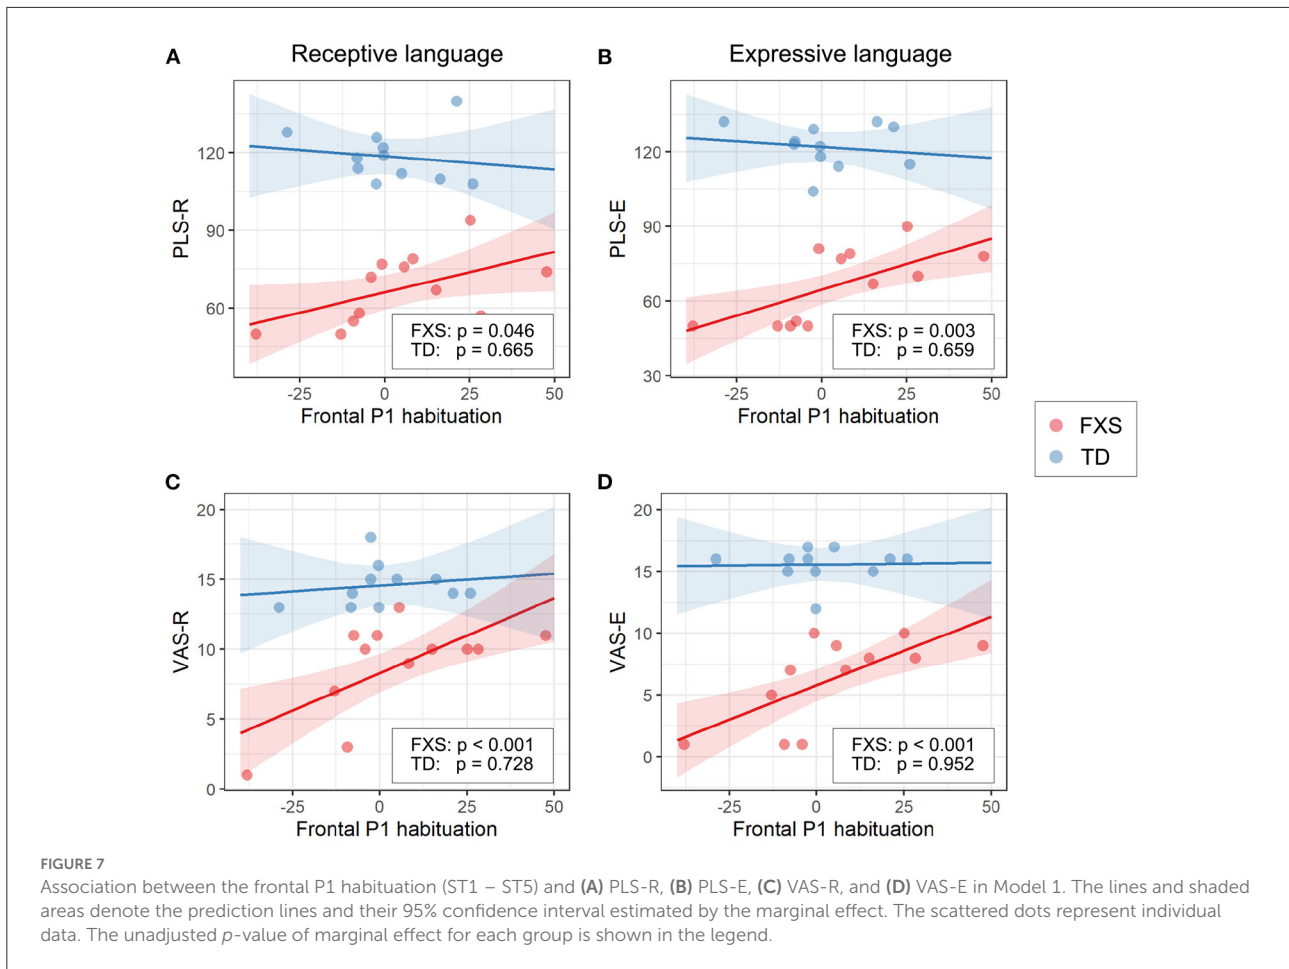 A Receptive language
B Expressive language
PLS-R
120
90
60
FXS: p = 0.046
TD: p = 0.665
-25 0 25 50
Frontal P1 habituation
PLS-E
120
90
60
30
FXS: p = 0.003
TD: p = 0.659
-25 0 25 50
Frontal P1 habituation
FXS
TD
C
VAS-R
20
15
10
5
0
FXS: p < 0.001
TD: p = 0.728
-25 0 25 50
Frontal P1 habituation
D
VAS-E
20
15
10
5
0
FXS: p < 0.001
TD: p = 0.952
-25 0 25 50
Frontal P1 habituation
FIGURE 7
Association between the frontal P1 habituation (ST1 – ST5) and (A) PLS-R, (B) PLS-E, (C) VAS-R, and (D) VAS-E in Model 1. The lines and shaded
areas denote the prediction lines and their 95% confidence interval estimated by the marginal effect. The scattered dots represent individual
data. The unadjusted p-value of marginal effect for each group is shown in the legend.